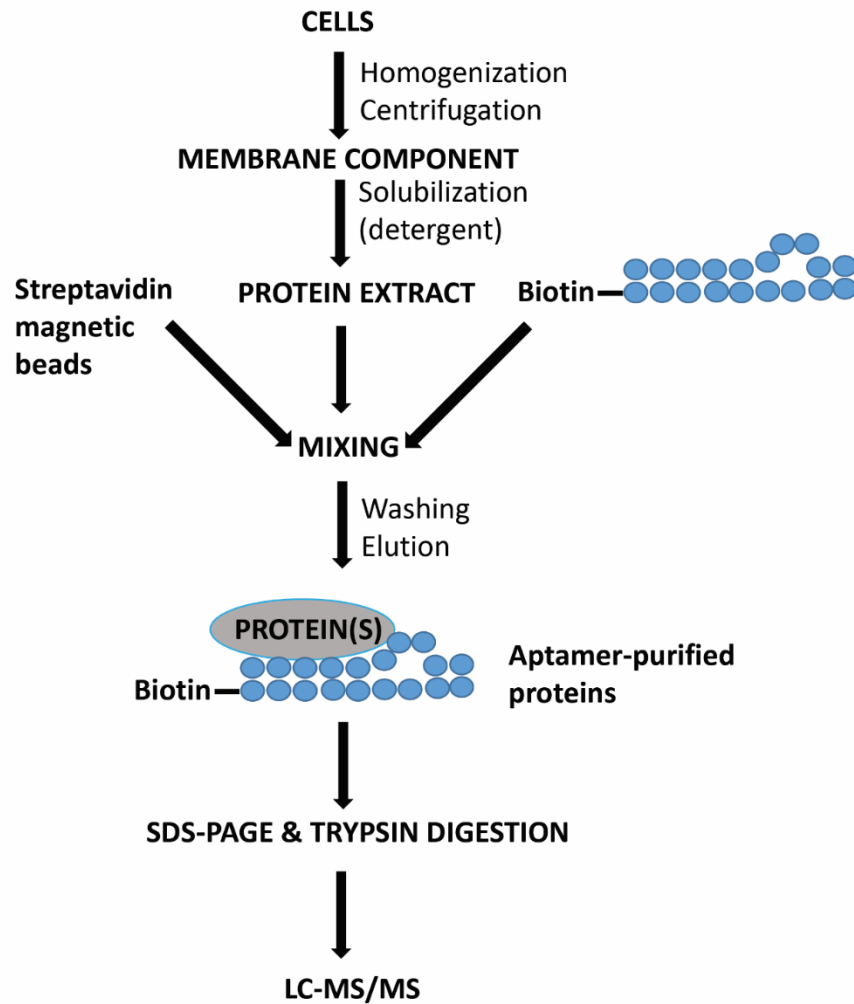 CELLS
Homogenization
Centrifugation
MEMBRANE COMPONENT
Solubilization
(detergent)
Streptavidin
magnetic
beads
PROTEIN EXTRACT
Biotin
MIXING
Washing
Elution
PROTEIN(S)
Biotin
Aptamer-purified
proteins
SDS-PAGE & TRYPSIN DIGESTION
LC-MS/MS